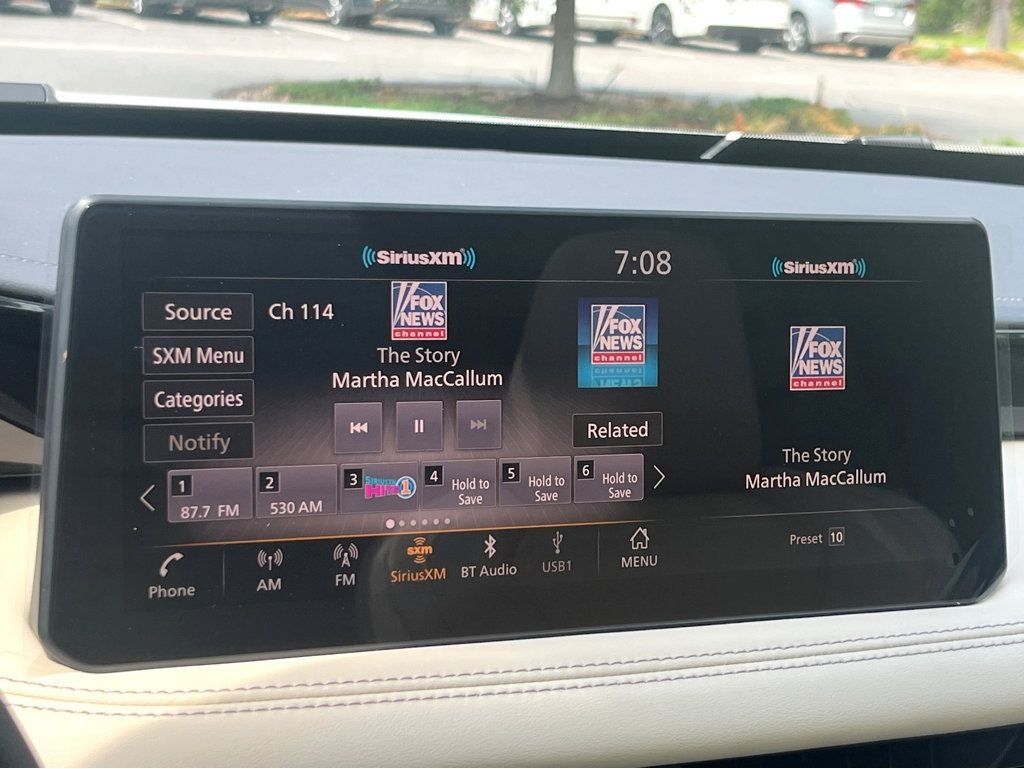 SiriusXM
7:08
SiriusXM
Source
Ch 114
FOX
NEWS
channel
The Story
Martha MacCallum
FOX
NEWS
channel
FOX
NEWS
channel
SXM Menu
Categories
Notify
Related
The Story
Martha MacCallum
1
87.7 FM
2
530 AM
3
SiriusXM
HITS 1
4
Hold to
Save
5
Hold to
Save
6
Hold to
Save
Phone
AM
FM
sxm
SiriusXM
BT Audio
USB1
MENU
Preset 10